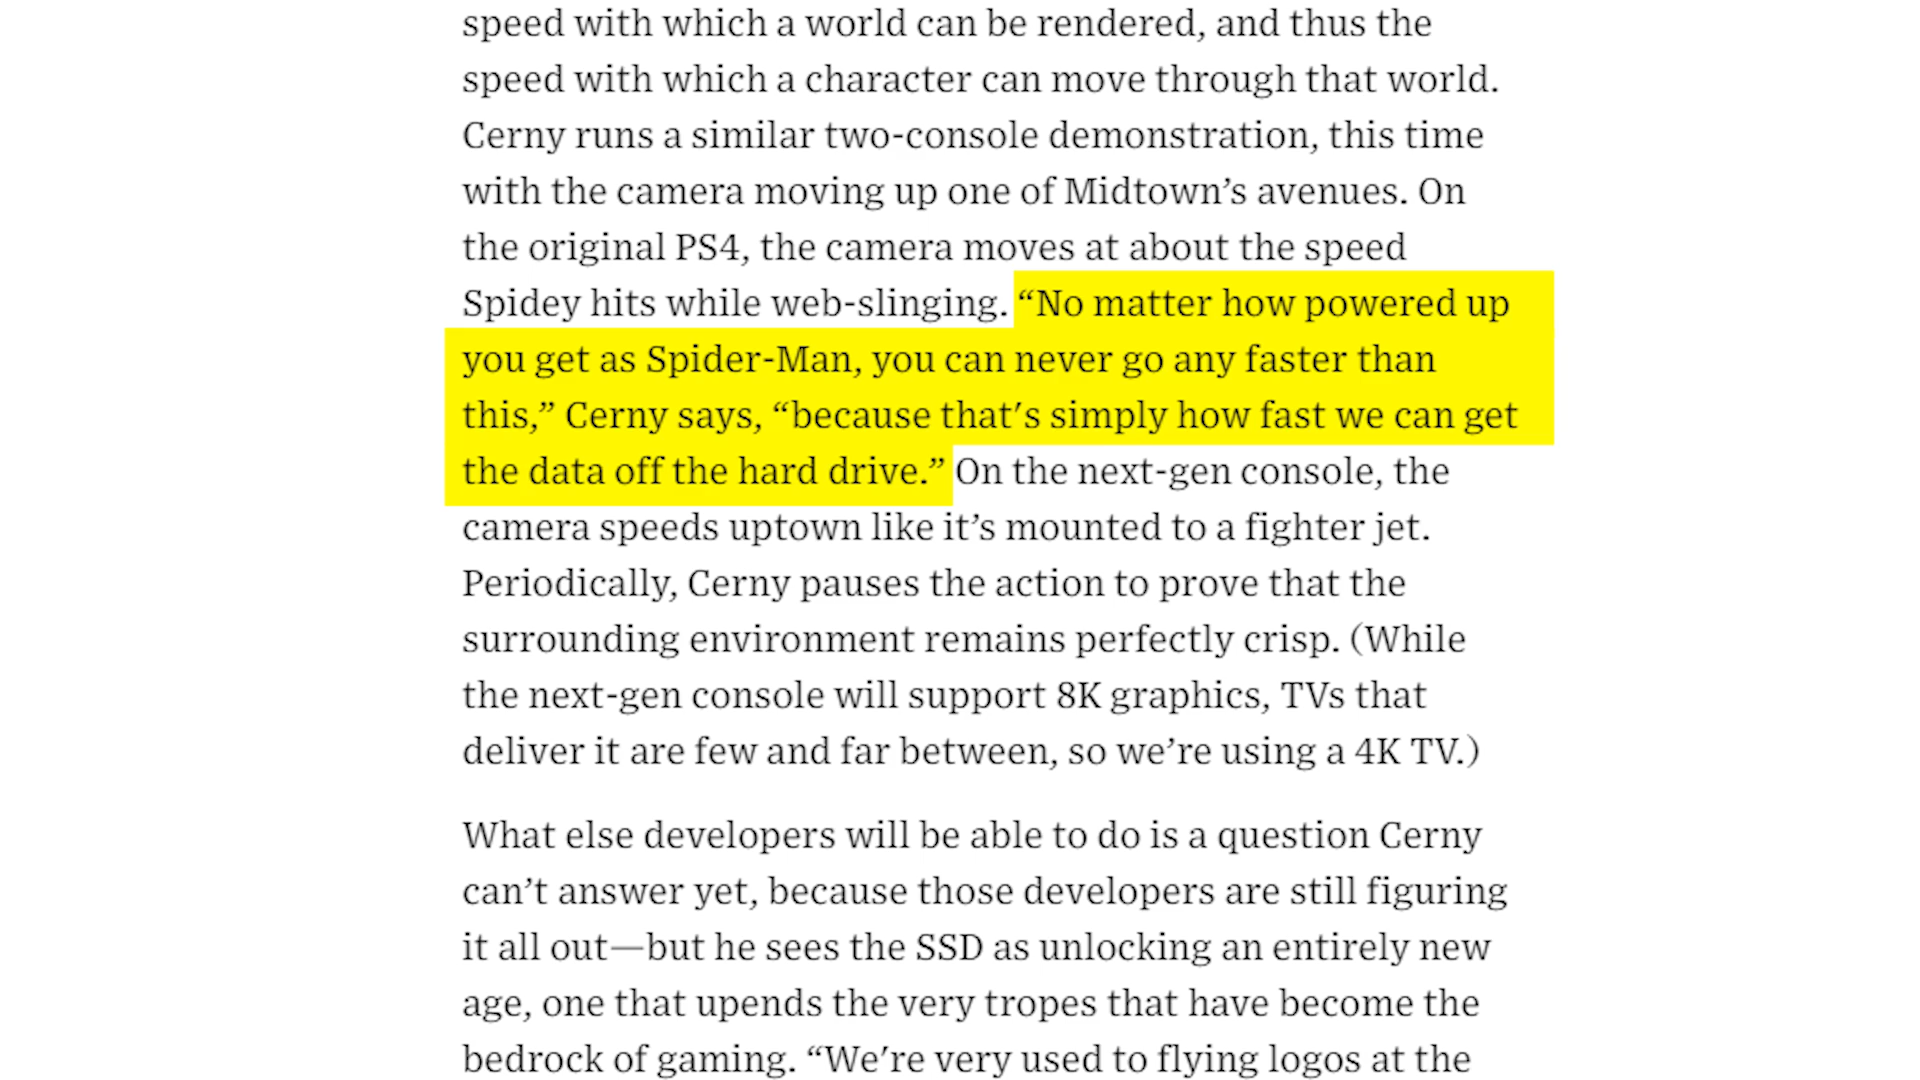 speed with which a world can be rendered, and thus the
speed with which a character can move through that world.
Cerny runs a similar two-console demonstration, this time
with the camera moving up one of Midtown’s avenues. On
the original PS4, the camera moves at about the speed
Spidey hits while web-slinging. “No matter how powered up
you get as Spider-Man, you can never go any faster than
this,” Cerny says, “because that's simply how fast we can get
the data off the hard drive.” On the next-gen console, the
camera speeds uptown like it’s mounted to a fighter jet.
Periodically, Cerny pauses the action to prove that the
surrounding environment remains perfectly crisp. (While
the next-gen console will support 8K graphics, TVs that
deliver it are few and far between, so we’re using a 4K TV.)
What else developers will be able to do is a question Cerny
can’t answer yet, because those developers are still figuring
it all out—but he sees the SSD as unlocking an entirely new
age, one that upends the very tropes that have become the
bedrock of gaming. “We're very used to flying logos at the